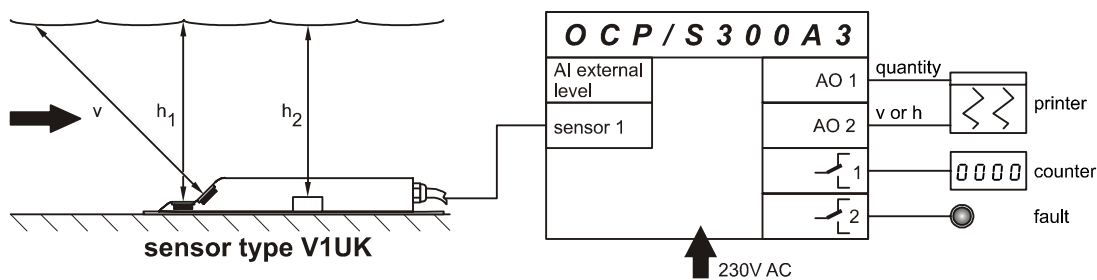 OCP/S300A3
AI external
level
sensor 1
AO 1
AO 2
1
2
quantity
v or h
printer
0000
counter
fault
v
h1
h2
sensor type V1UK
230V AC